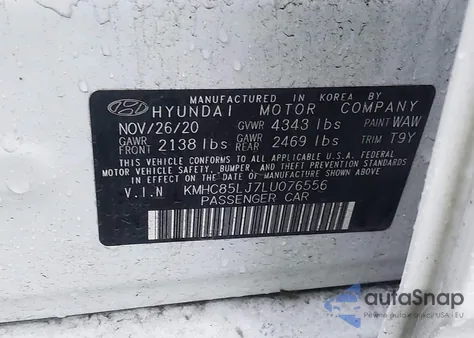 MANUFACTURED IN KOREA BY
HYUNDAI MOTOR COMPANY
NOV/26/20 GVWR 4343 lbs PAINT WAW
GAWR FRONT 2138 lbs GAWR REAR 2469 lbs TRIM T9Y
THIS VEHICLE CONFORMS TO ALL APPLICABLE U.S.A. FEDERAL
MOTOR VEHICLE SAFETY, AND THEFT PREVENTION STANDARDS
IN EFFECT ON THE DATE OF MANUFACTURE SHOWN ABOVE.
V.I.N KMHC85LJ7LU076556
PASSENGER CAR
autoSnap